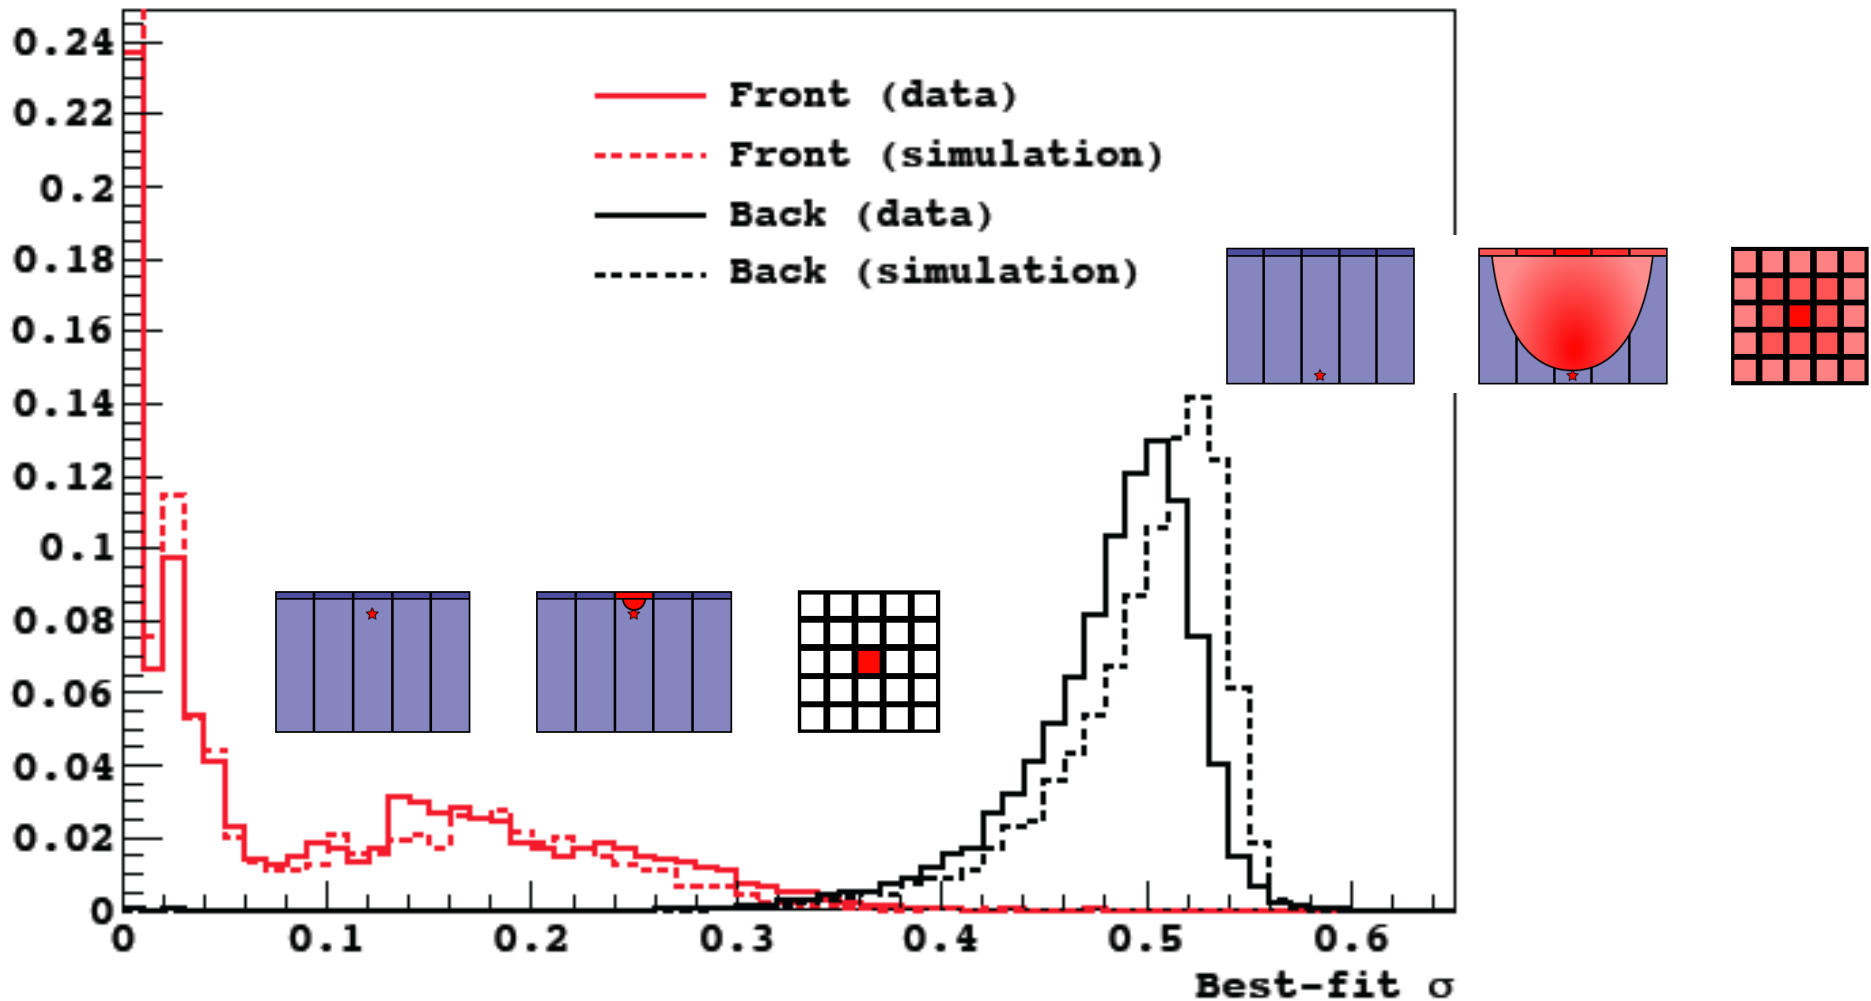 0.24
0.22
0.2
0.18
0.16
0.14
0.12
0.1
0.08
0.06
0.04
0.02
0
Front (data)
Front (simulation)
Back (data)
Back (simulation)
0 0.1 0.2 0.3 0.4 0.5 0.6
Best-fit σ